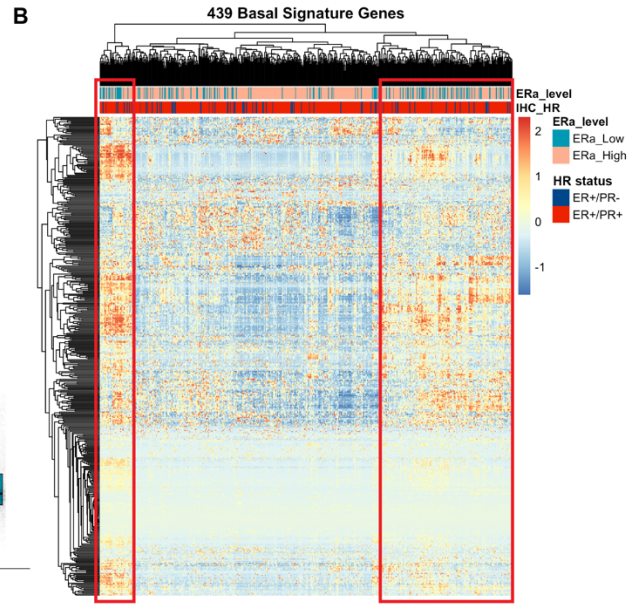 B
439 Basal Signature Genes
ERa_level
IHC_HR
2
1
0
-1
ERa_level
ERa_Low
ERa_High
HR status
ER+/PR-
ER+/PR+